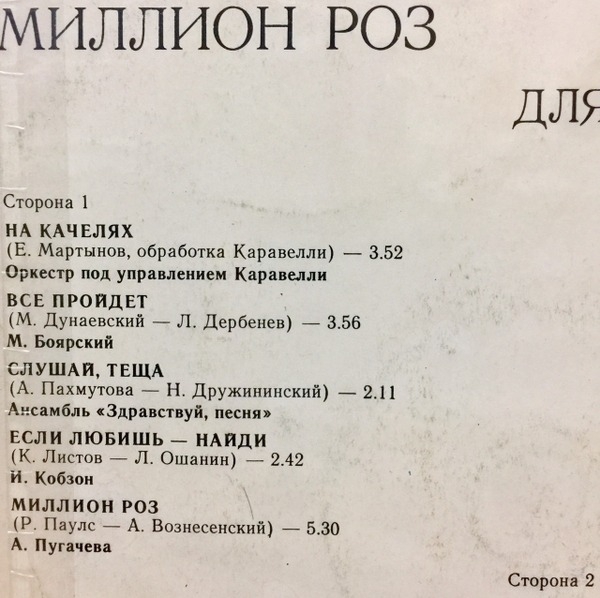 МИЛЛИОН РОЗ
ДЛЯ
Сторона 1
НА КАЧЕЛЯХ
(Е. Мартынов, обработка Каравелли) — 3.52
Оркестр под управлением Каравелли
ВСЕ ПРОЙДЕТ
(М. Дунаевский — Л. Дербенев) — 3.56
М. Боярский
СЛУШАЙ, ТЕЩА
(А. Пахмутова — Н. Дружининский) — 2.11
Ансамбль «Здравствуй, песня»
ЕСЛИ ЛЮБИШЬ — НАЙДИ
(К. Листов — Л. Ошанин) — 2.42
И. Кобзон
МИЛЛИОН РОЗ
(Р. Паулс — А. Вознесенский) — 5.30
А. Пугачева
Сторона 2